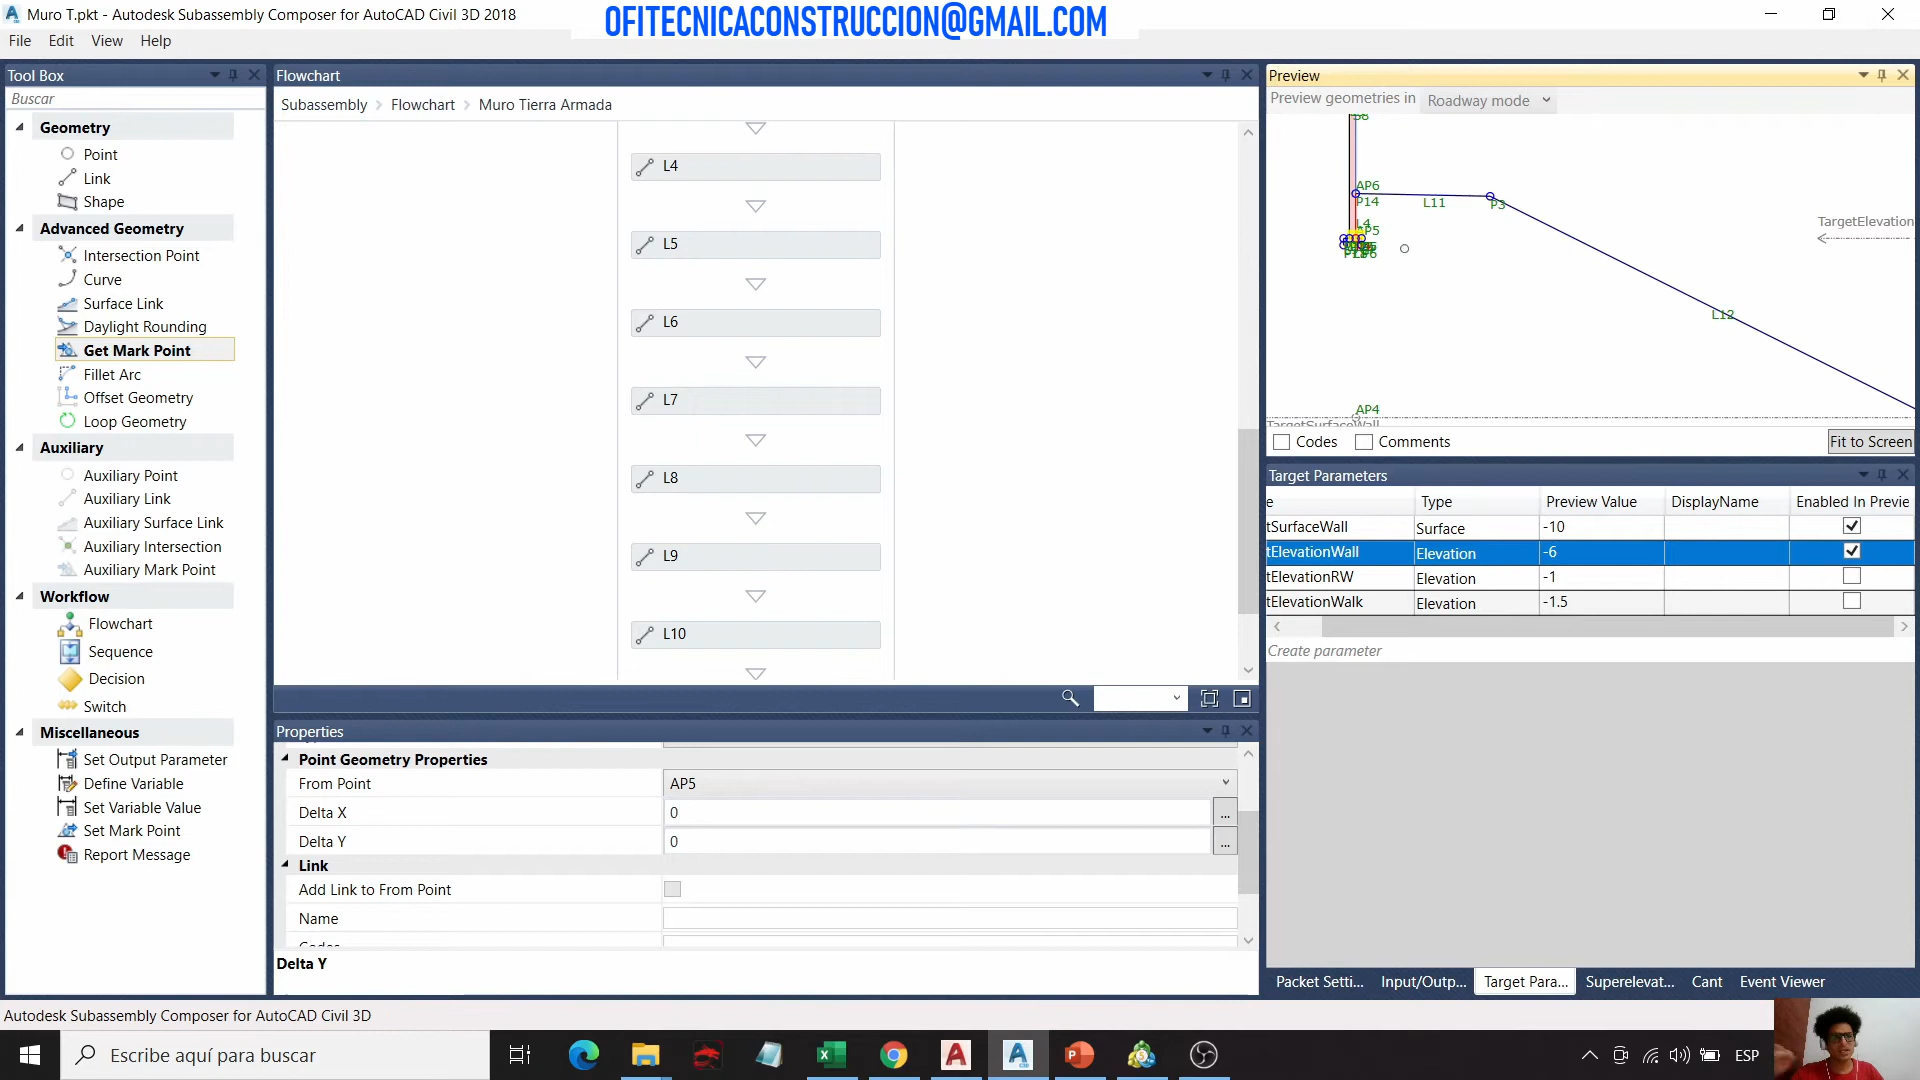 Muro T.pkt - Autodesk Subassembly Composer for AutoCAD Civil 3D 2018
OFITECNICACONSTRUCCION@GMAIL.COM
File Edit View Help
Tool Box
Buscar
Geometry
Point
Link
Shape
Advanced Geometry
Intersection Point
Curve
Surface Link
Daylight Rounding
Get Mark Point
Fillet Arc
Offset Geometry
Loop Geometry
Auxiliary
Auxiliary Point
Auxiliary Link
Auxiliary Surface Link
Auxiliary Intersection
Auxiliary Mark Point
Workflow
Flowchart
Sequence
Decision
Switch
Miscellaneous
Set Output Parameter
Define Variable
Set Variable Value
Set Mark Point
Report Message
Flowchart
Subassembly > Flowchart > Muro Tierra Armada
L4
L5
L6
L7
L8
L9
L10
Properties
Point Geometry Properties
From Point AP5
Delta X 0 ...
Delta Y 0 ...
Link
Add Link to From Point
Name
Codes
Delta Y
Preview
Preview geometries in Roadway mode
AP6
P14
L11
P3
L4
AP5
TargetElevation
L12
AP4
TargetSurfaceWall
Codes Comments Fit to Screen
Target Parameters
e Type Preview Value DisplayName Enabled In Previe
tSurfaceWall Surface -10
tElevationWall Elevation -6
tElevationRW Elevation -1
tElevationWalk Elevation -1.5
Create parameter
Packet Setti... Input/Outp... Target Para... Superelevat... Cant Event Viewer
Autodesk Subassembly Composer for AutoCAD Civil 3D
Escribe aquí para buscar
ESP